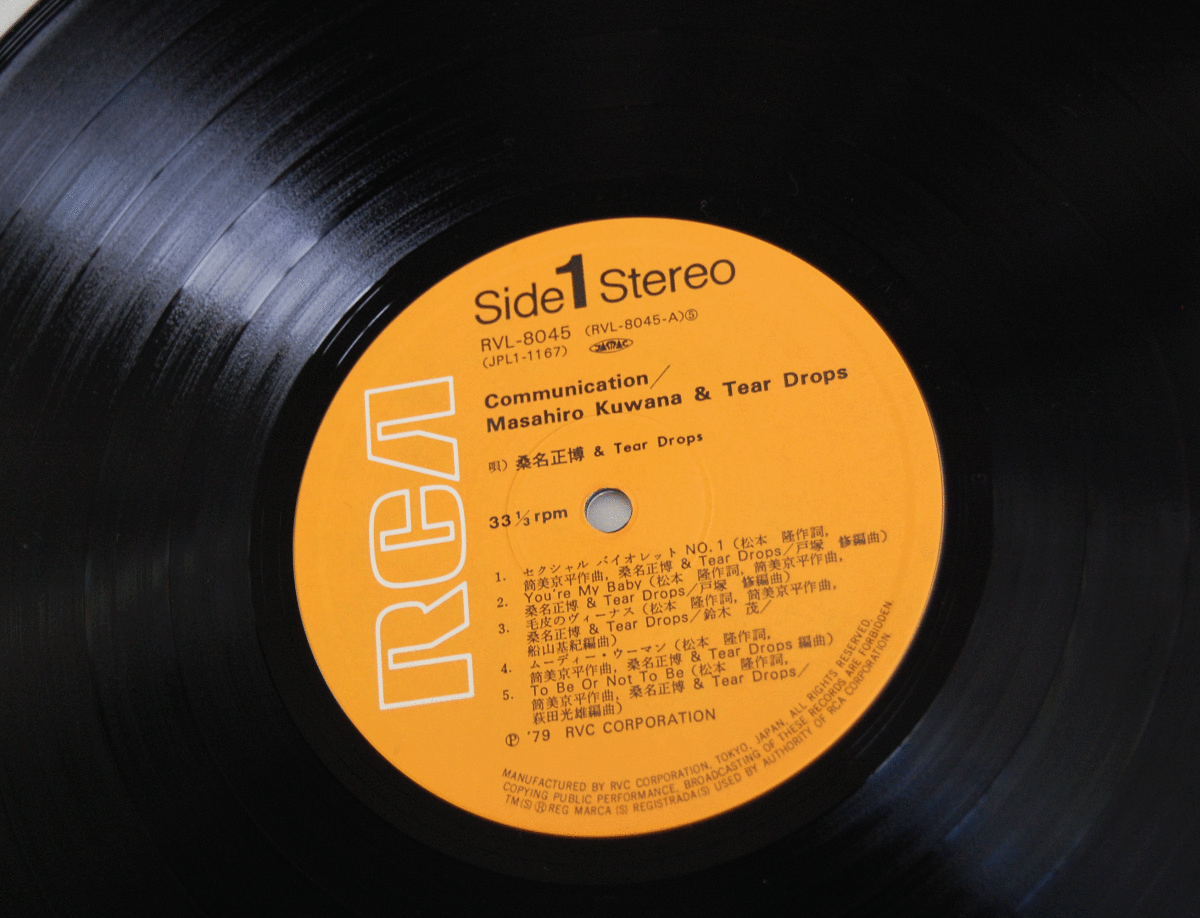 RCA
Side 1 Stereo
RVL-8045 (RVL-8045-A)⑤
(JPL1-1167) JASRAC
Communication/
Masahiro Kuwana & Tear Drops
唄) 桑名正博 & Tear Drops
33⅓rpm
1. セクシャル バイオレット NO.1 (松本 隆作詞,
筒美京平作曲, 桑名正博 & Tear Drops/戸塚 修編曲)
2. You're My Baby (松本 隆作詞, 筒美京平作曲,
桑名正博 & Tear Drops/戸塚 修編曲)
3. 毛皮のヴィーナス (松本 隆作詞, 筒美京平作曲,
桑名正博 & Tear Drops/鈴木 茂/
船山基紀編曲)
4. ムーディー・ウーマン (松本 隆作詞,
筒美京平作曲, 桑名正博 & Tear Drops 編曲)
5. To Be Or Not To Be (松本 隆作詞,
筒美京平作曲, 桑名正博 & Tear Drops/
萩田光雄編曲)
Ⓟ '79 RVC CORPORATION
MANUFACTURED BY RVC CORPORATION, TOKYO, JAPAN, ALL RIGHTS RESERVED,
COPYING PUBLIC PERFORMANCE, BROADCASTING OF THESE RECORDS ARE FORBIDDEN.
TM(S) ® REG MARCA (S) REGISTRADA(S) USED BY AUTHORITY OF RCA CORPORATION.